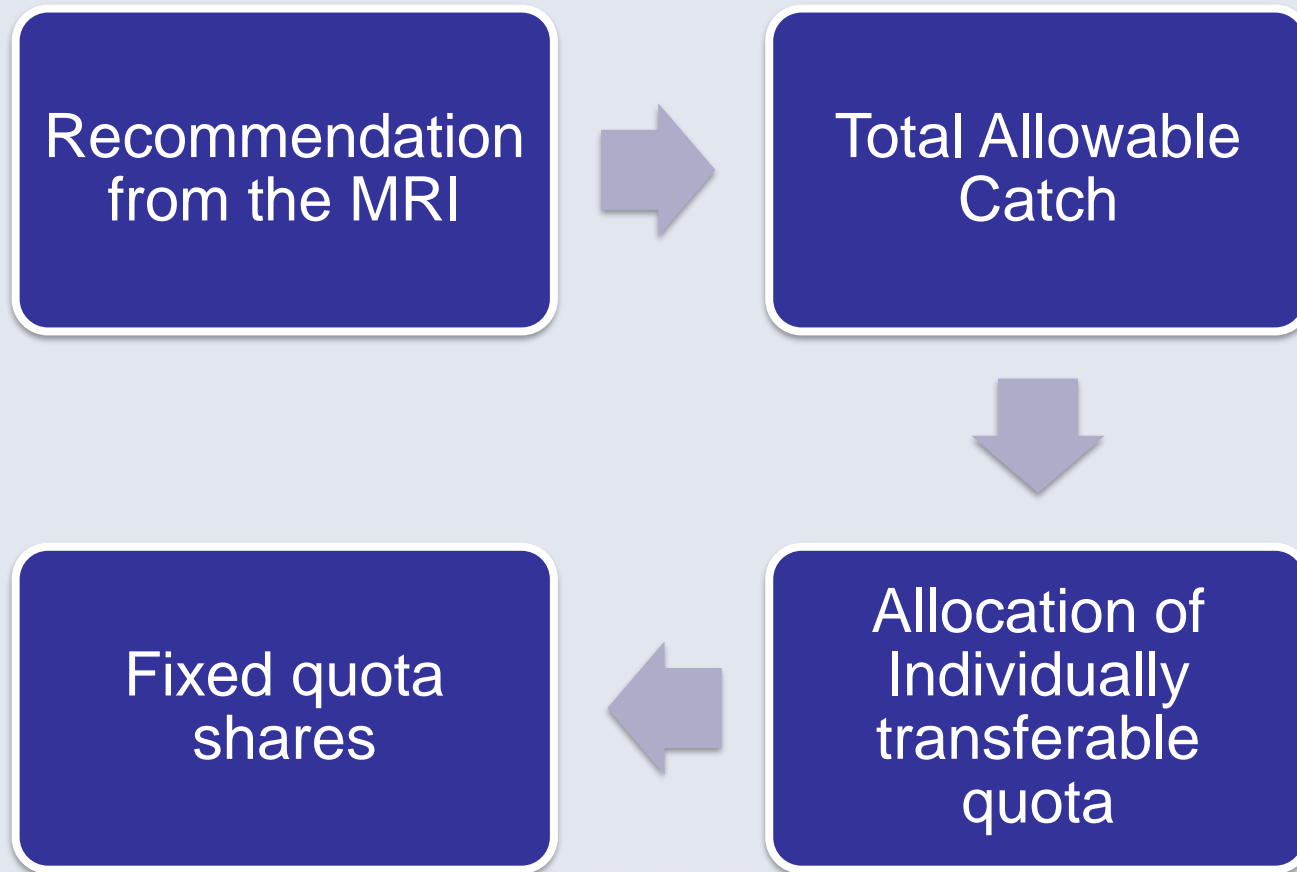 Recommendation
from the MRI
Total Allowable
Catch
Allocation of
Individually
transferable
quota
Fixed quota
shares